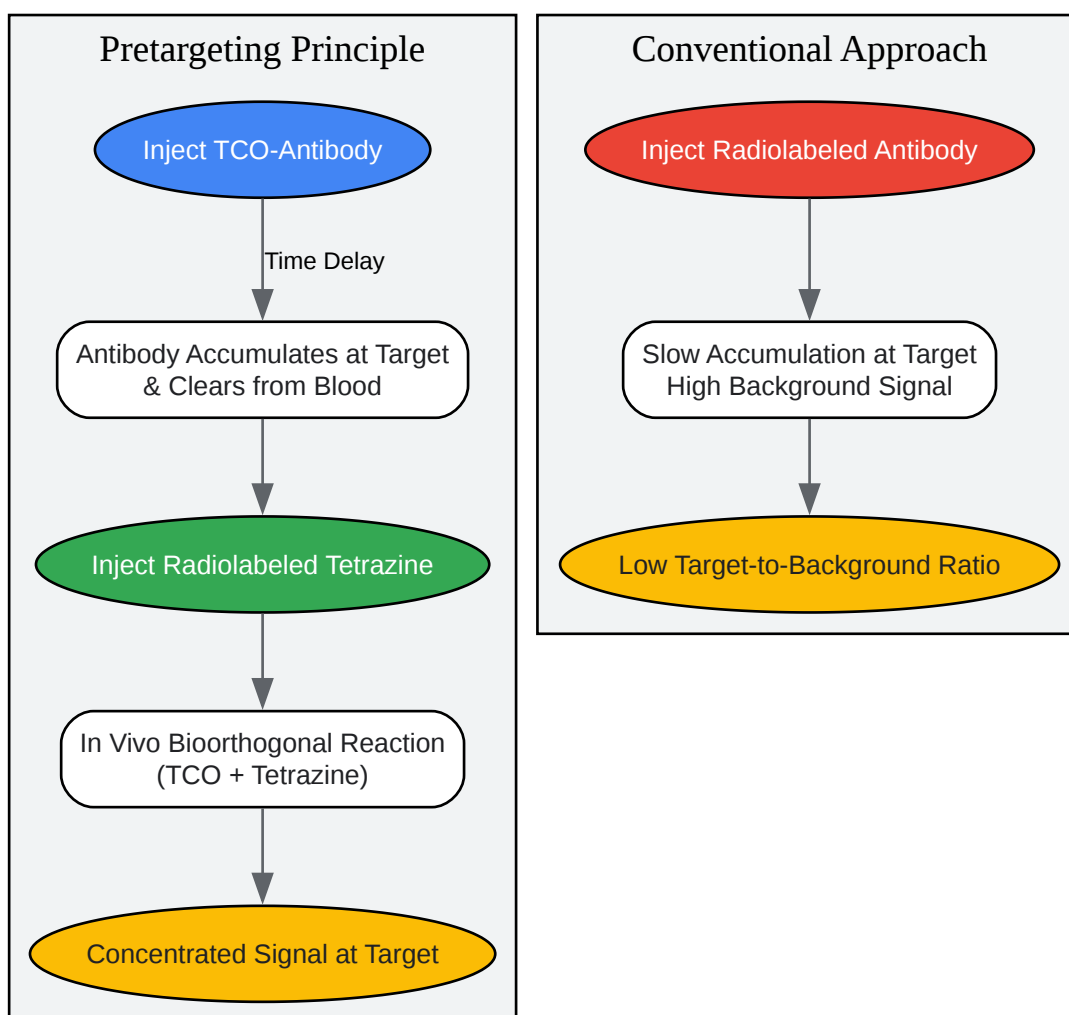 Pretargeting Principle
Inject TCO-Antibody
Time Delay
Antibody Accumulates at Target
& Clears from Blood
Inject Radiolabeled Tetrazine
In Vivo Bioorthogonal Reaction
(TCO + Tetrazine)
Concentrated Signal at Target
Conventional Approach
Inject Radiolabeled Antibody
Slow Accumulation at Target
High Background Signal
Low Target-to-Background Ratio